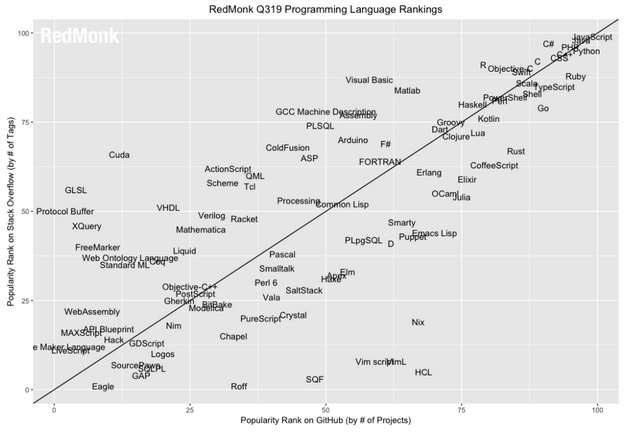 RedMonk Q319 Programming Language Rankings
RedMonk
100
75
50
25
0
0
25
50
75
100
Popularity Rank on Stack Overflow (by # of Tags)
Popularity Rank on GitHub (by # of Projects)
JavaScript
C#
Java
PHP
Python
C++
CSS
C
R
Objective-C
Swift
Ruby
Visual Basic
Scala
TypeScript
Matlab
Shell
PowerShell
Perl
Haskell
Go
GCC Machine Description
Assembly
Kotlin
PLSQL
Groovy
Dart
Lua
Clojure
Arduino
F#
ColdFusion
Rust
Cuda
ASP
FORTRAN
CoffeeScript
ActionScript
Erlang
QML
Elixir
Scheme
Tcl
GLSL
OCaml
Julia
Processing
Common Lisp
VHDL
Protocol Buffer
Verilog
Racket
Smarty
XQuery
Mathematica
Emacs Lisp
Puppet
PLpgSQL
D
FreeMarker
Liquid
Pascal
Web Ontology Language
Coq
Standard ML
Smalltalk
Elm
Apex
Haxe
Perl 6
Objective-C++
SaltStack
PostScript
Vala
Gherkin
BitBake
Modelica
WebAssembly
Crystal
PureScript
Nix
Nim
API Blueprint
MAXScript
Chapel
Hack
GDScript
e Maker Language
LiveScript
Logos
Vim script
VimL
SourcePawn
SQLPL
HCL
GAP
SQF
Eagle
Roff